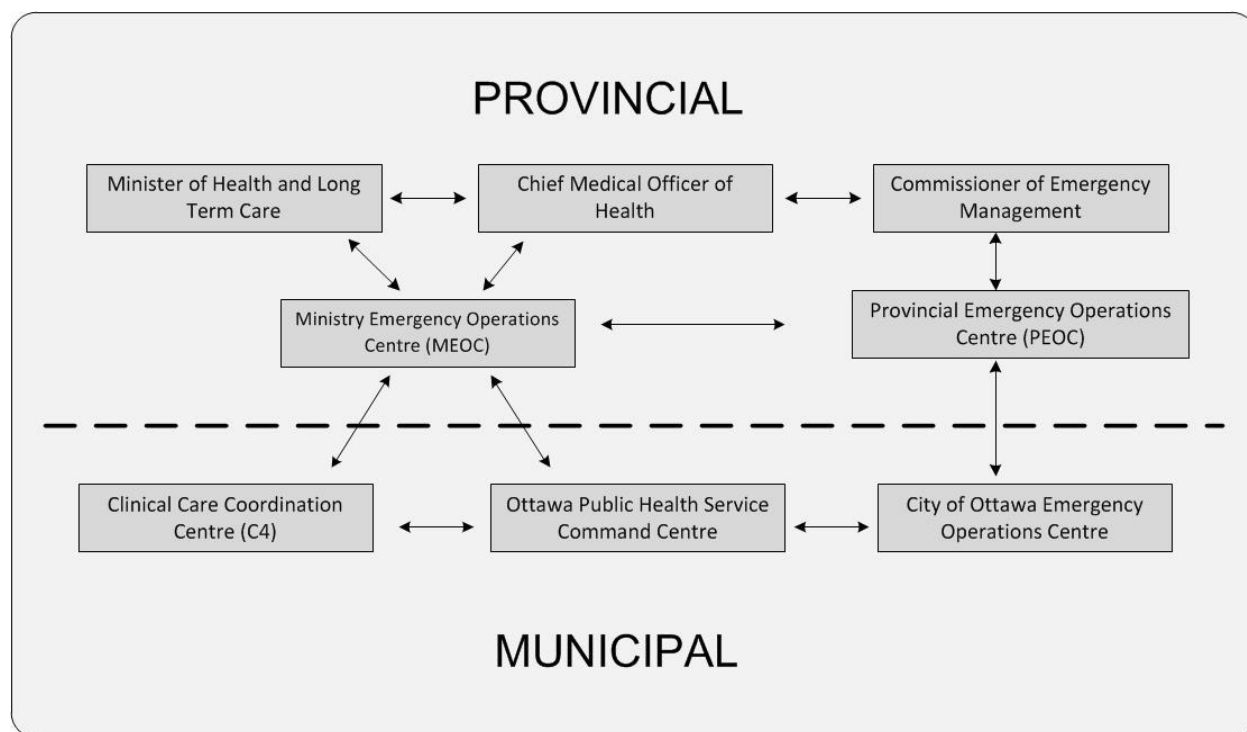 PROVINCIAL
Minister of Health and Long
Term Care
Chief Medical Officer of
Health
Commissioner of Emergency
Management
Ministry Emergency Operations
Centre (MEOC)
Provincial Emergency Operations
Centre (PEOC)
Clinical Care Coordination
Centre (C4)
Ottawa Public Health Service
Command Centre
City of Ottawa Emergency
Operations Centre
MUNICIPAL